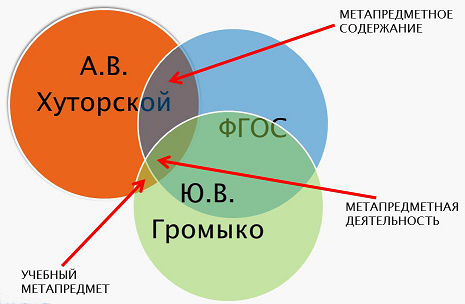 МЕТАПРЕДМЕТНОЕ
СОДЕРЖАНИЕ
А.В.
Хуторской
ФГОС
Ю.В.
Громыко
МЕТАПРЕДМЕТНАЯ
ДЕЯТЕЛЬНОСТЬ
УЧЕБНЫЙ
МЕТАПРЕДМЕТ